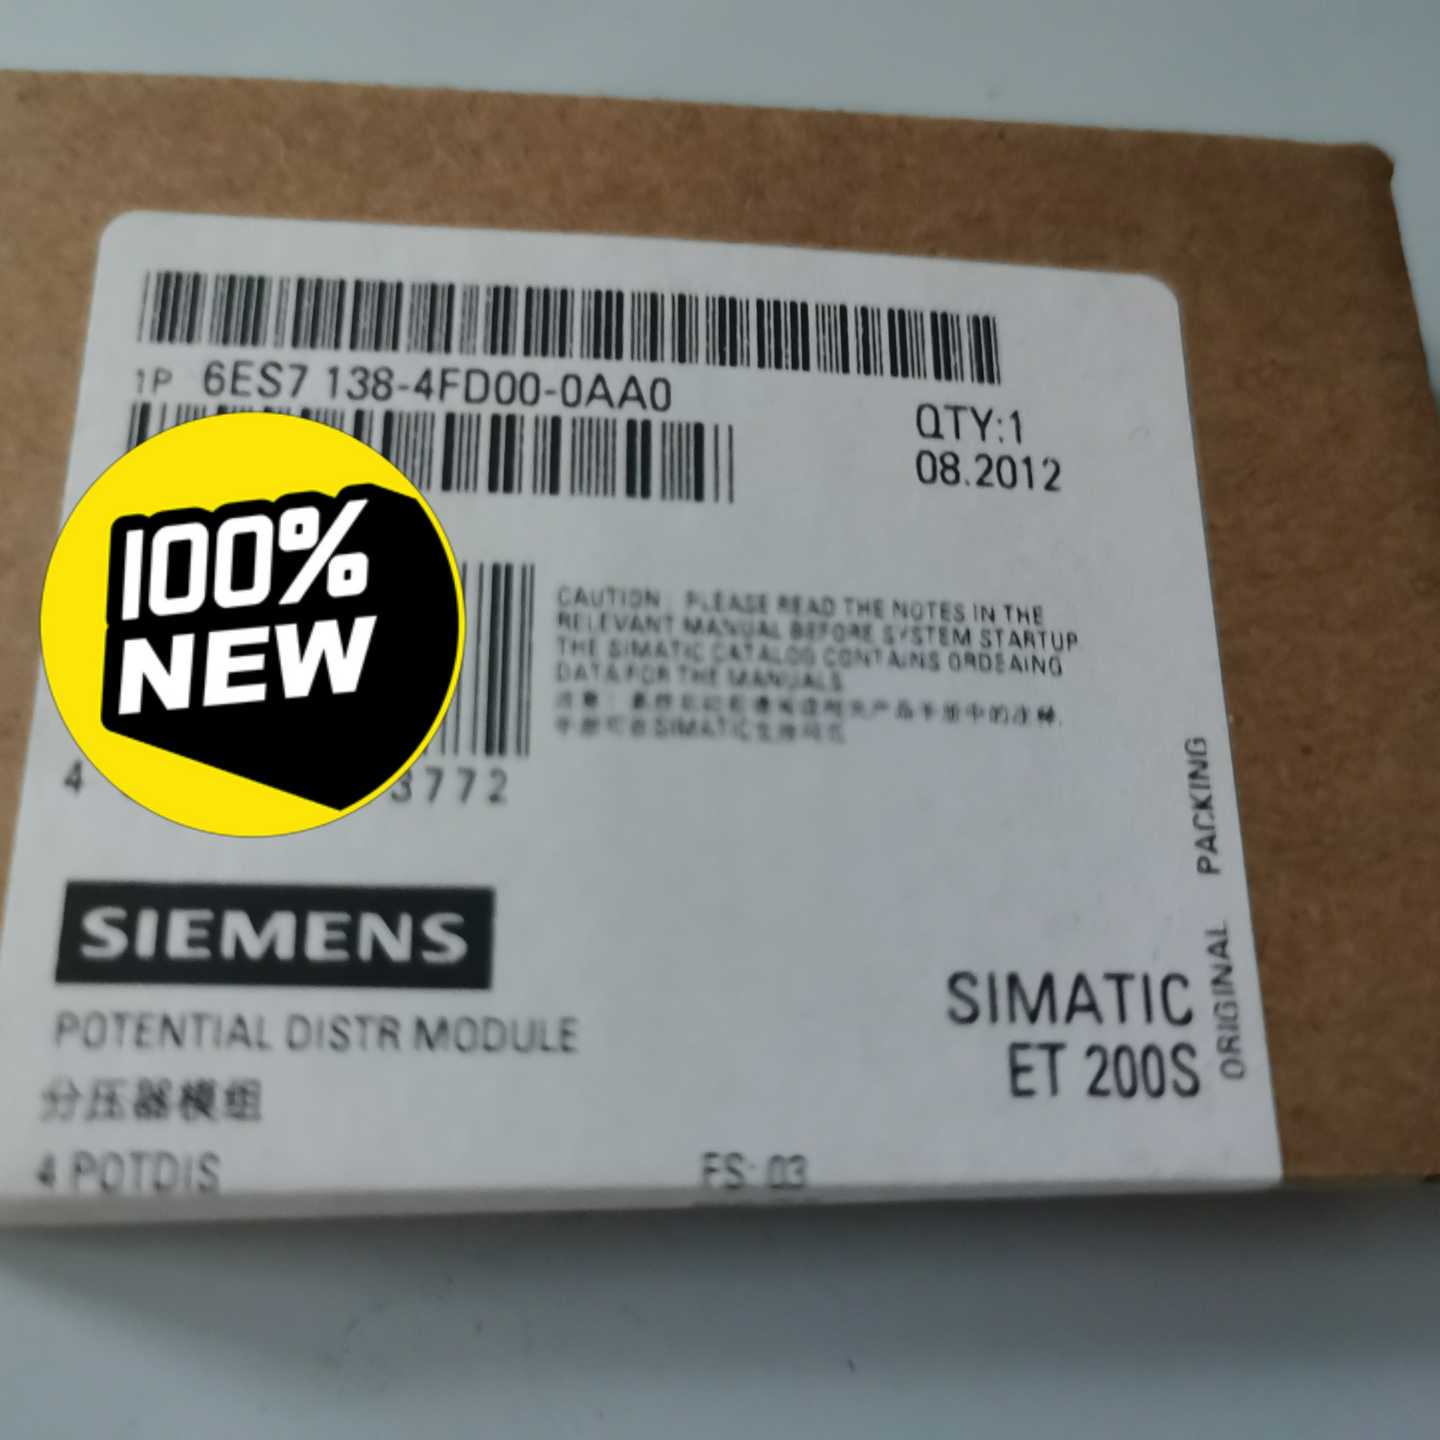 1P 6ES7 138-4FD00-0AA0
QTY:1
08.2012
100%
NEW
CAUTION: PLEASE READ THE NOTES IN THE
RELEVANT MANUAL BEFORE SYSTEM STARTUP
THE SIMATIC CATALOG CONTAINS ORDEAING
DATA FOR THE MANUALS
SIMATIC
4 3772
SIEMENS
POTENTIAL DISTR MODULE
分压器模组
4 POTDIS
FS: 03
SIMATIC
ET 200S
ORIGINAL PACKING